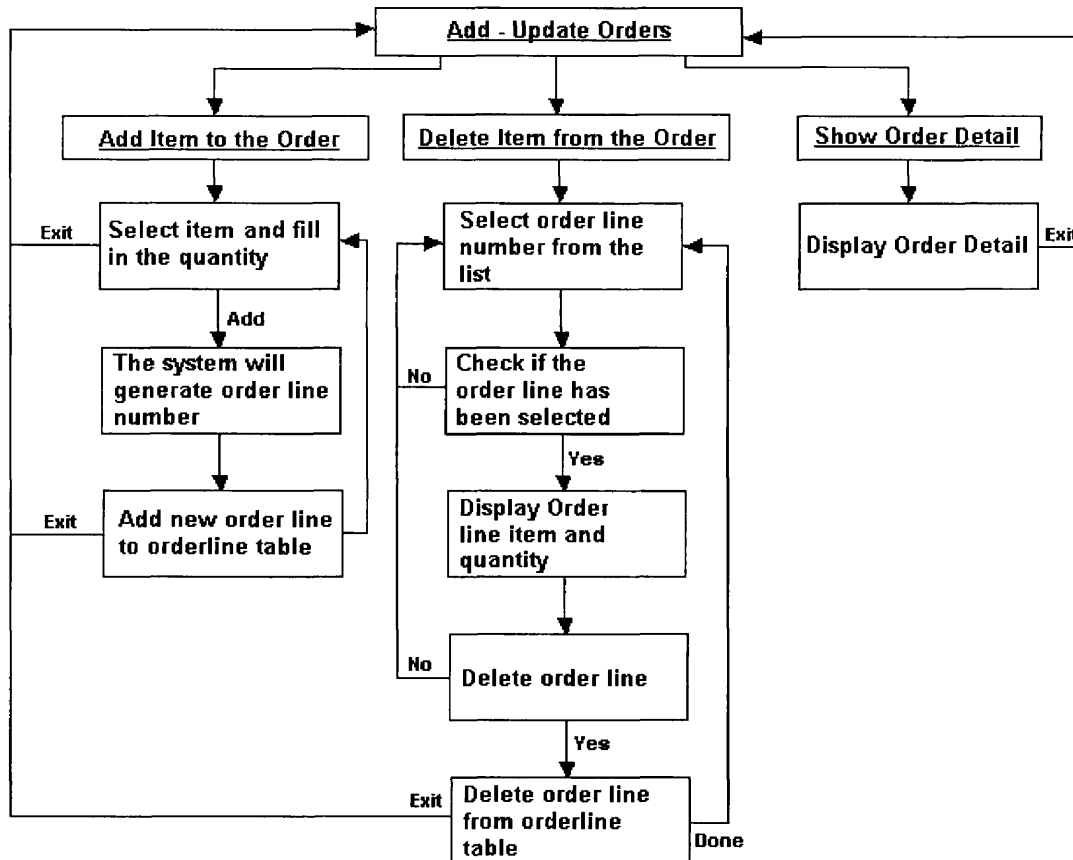 Add - Update Orders
Add Item to the Order
Delete Item from the Order
Show Order Detail
Exit
Select item and fill
in the quantity
Select order line
number from the
list
Display Order Detail
Exit
Add
The system will
generate order line
number
No
Check if the
order line has
been selected
Yes
Exit
Add new order line
to orderline table
Display Order
line item and
quantity
No
Delete order line
Yes
Exit
Delete order line
from orderline
table
Done